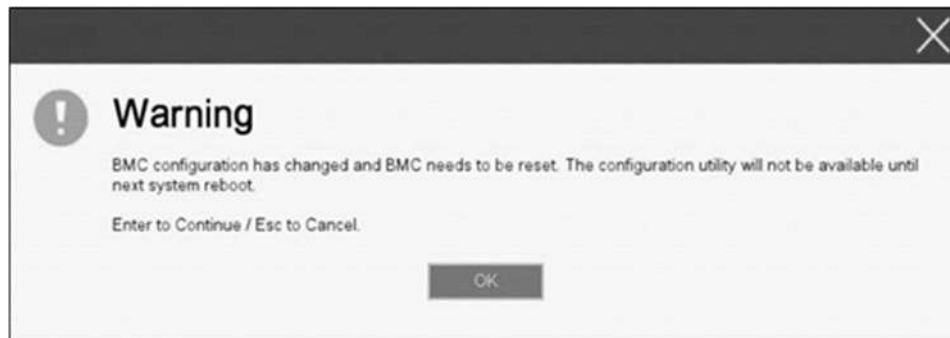 Warning
BMC configuration has changed and BMC needs to be reset. The configuration utility will not be available until
next system reboot.
Enter to Continue / Esc to Cancel.
OK